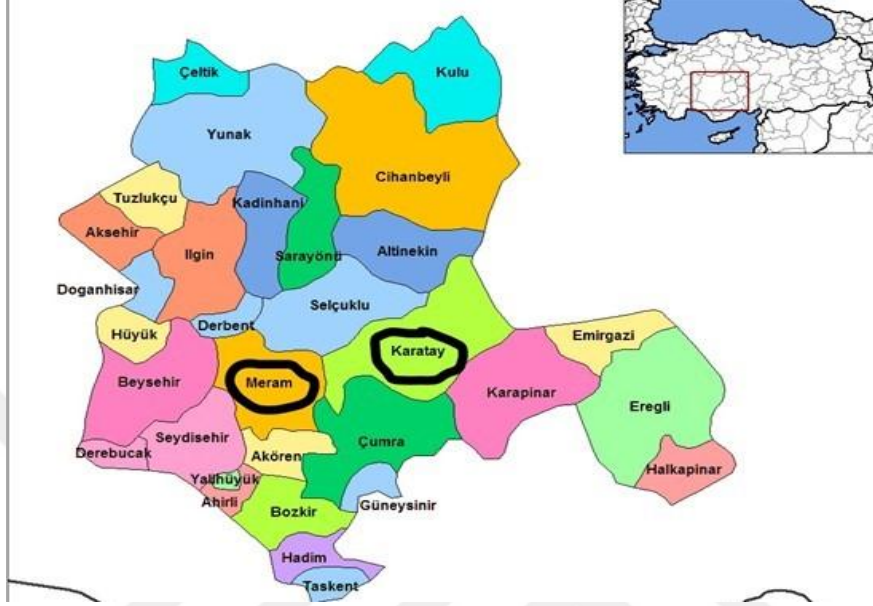 Çeltik
Kulu
Yunak
Cihanbeyli
Tuzlukçu
Kadinhani
Aksehir
Ilgin
Sarayönü
Altinekin
Doganhisar
Selçuklu
Derbent
Hüyük
Emirgazi
Karatay
Beysehir
Meram
Karapinar
Eregli
Seydisehir
Çumra
Derebucak
Akören
Halkapinar
Yalihüyük
Ahirli
Güneysinir
Bozkir
Hadim
Taskent